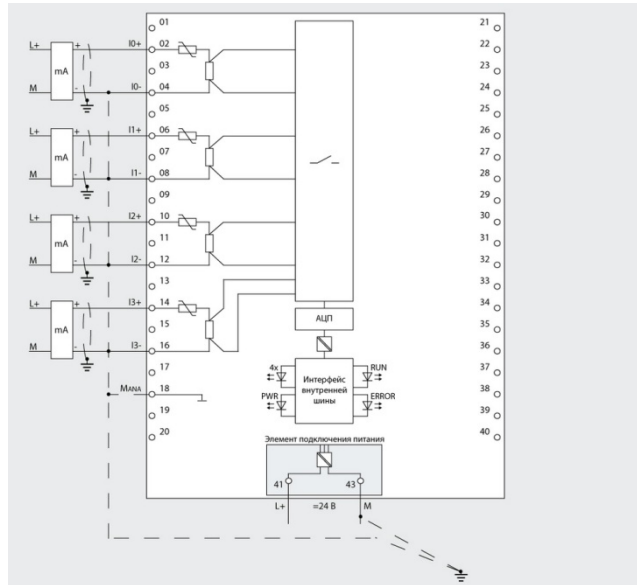 01 21
L+ + I0+ 02 22
mA 03 23
M - I0- 04 24
05 25
L+ + I1+ 06 26
mA 07 27
M - I1- 08 28
09 29
L+ + I2+ 10 30
mA 11 31
M - I2- 12 32
13 33
L+ + I3+ 14 34
mA 15 АЦП 35
M - I3- 16 36
17 4x RUN 37
Интерфейс
внутренней
шины
MANA 18 PWR ERROR 38
19 39
20 40
Элемент подключения питания
41 43
L+ =24 В M